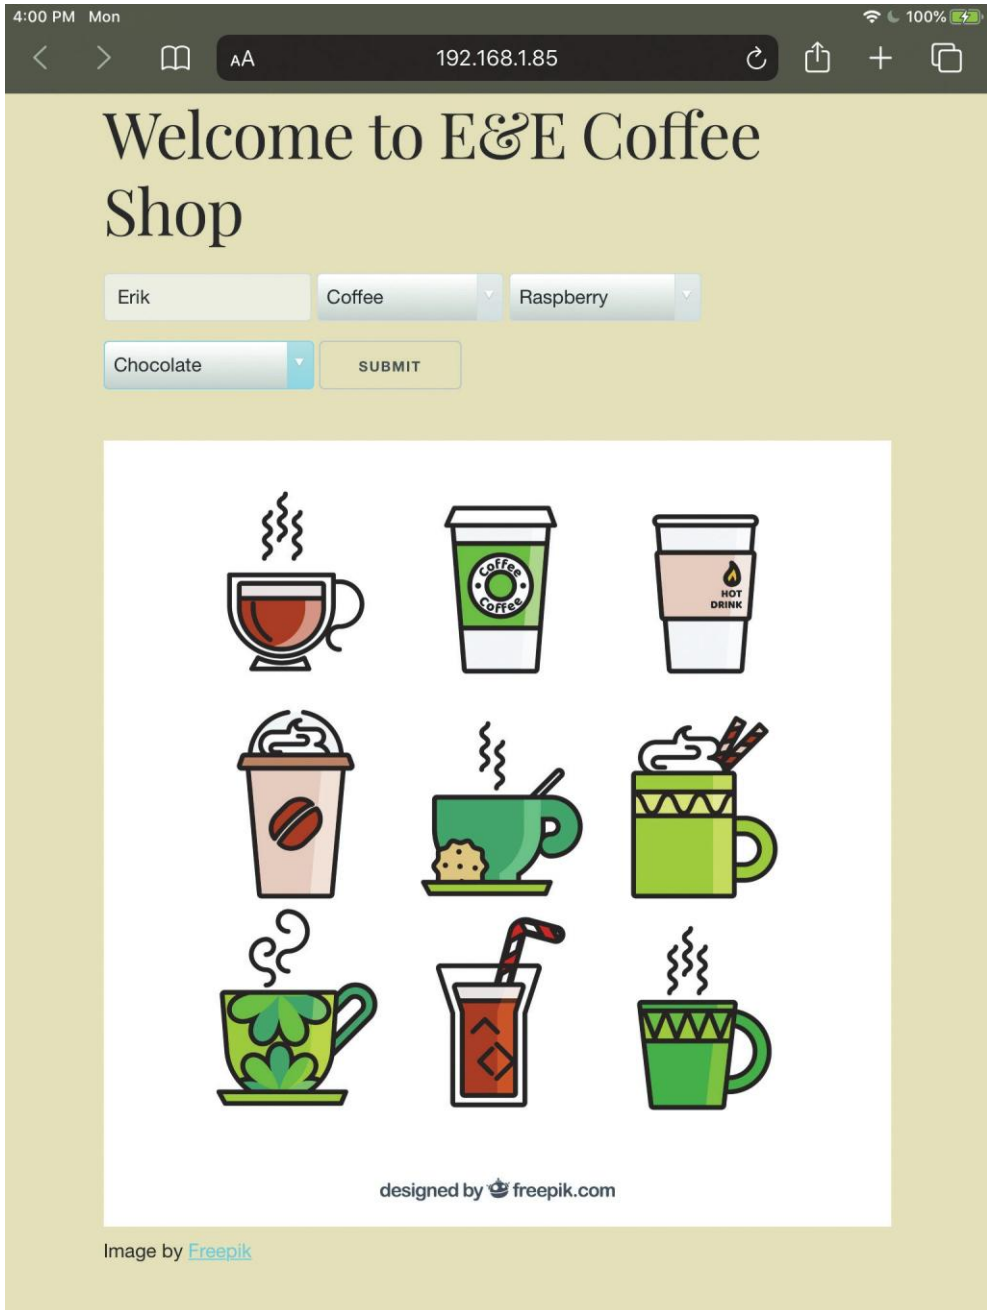 4:00 PM Mon 100%
AA 192.168.1.85
Welcome to E&E Coffee
Shop
Erik Coffee Raspberry
Chocolate SUBMIT
Coffee
Coffee
HOT
DRINK
designed by freepik.com
Image by Freepik